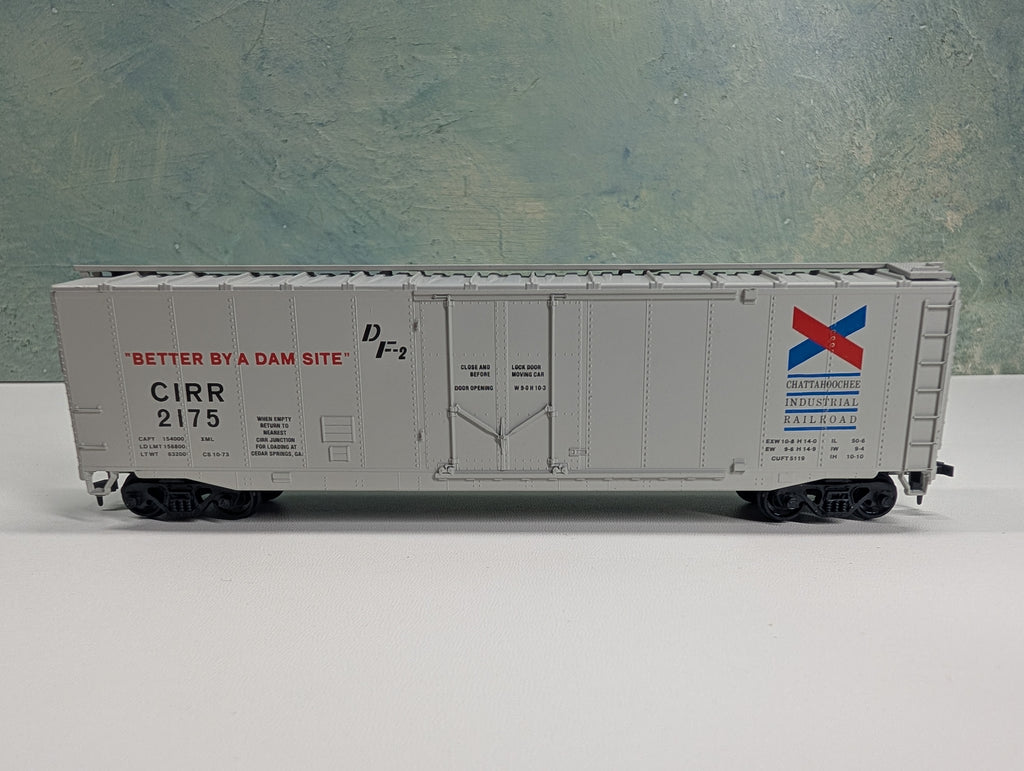 "BETTER BY A DAM SITE"
DF-2
CIRR
2175
CAPY 154000 XML
LD LMT 156800
LT WT 63200 CS 10-73
WHEN EMPTY
RETURN TO
NEAREST
CIRR JUNCTION
FOR LOADING AT
CEDAR SPRINGS, GA.
CLOSE AND
BEFORE
DOOR OPENING
LOCK DOOR
MOVING CAR
W 9-0 H 10-3
CHATTAHOOCHEE
INDUSTRIAL
RAILROAD
EXW 10-8 H 14-0 IL 50-6
EW 9-6 H 14-9 IW 9-4
CUFT 5119 IH 10-10